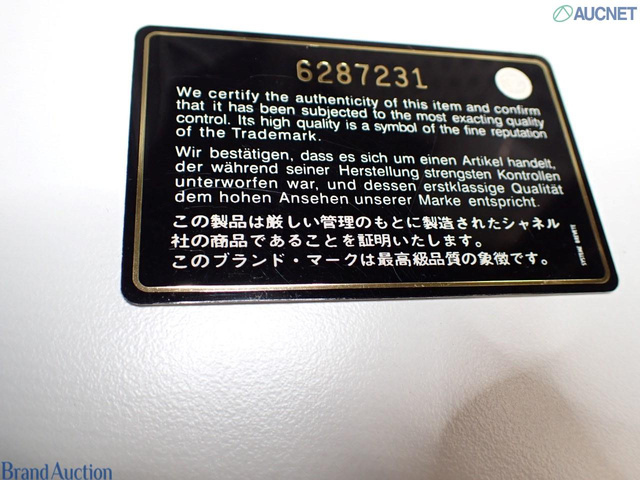 AUCNET
6287231
We certify the authenticity of this item and confirm
that it has been subjected to the most exacting quality
control. Its high quality is a symbol of the fine reputation
of the Trademark.
Wir bestätigen, dass es sich um einen Artikel handelt,
der während seiner Herstellung strengsten Kontrollen
unterworfen war, und dessen erstklassige Qualität
dem hohen Ansehen unserer Marke entspricht.
この製品は厳しい管理のもとに製造されたシャネル
社の商品であることを証明いたします。
このブランド・マークは最高級品質の象徴です。
Brand Auction